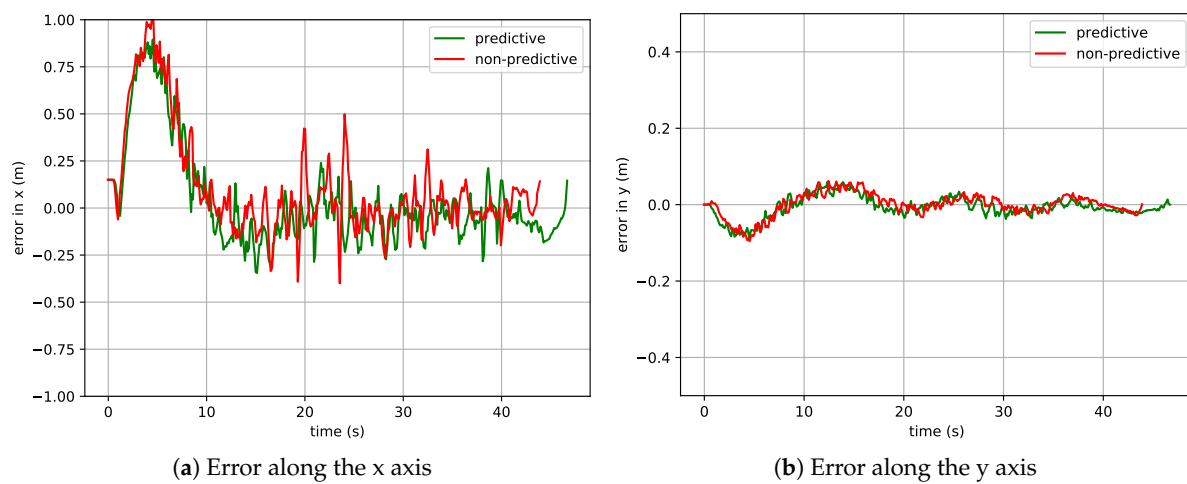 1.00
0.75
0.50
0.25
0.00
−0.25
−0.50
−0.75
−1.00
error in x (m)
predictive
non-predictive
0 10 20 30 40
time (s)
(a) Error along the x axis
0.4
0.2
0.0
−0.2
−0.4
error in y (m)
predictive
non-predictive
0 10 20 30 40
time (s)
(b) Error along the y axis